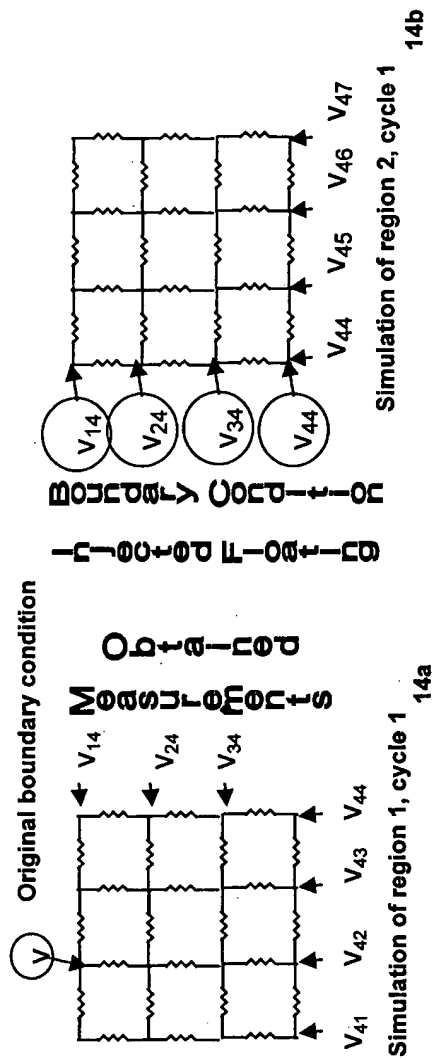 Original boundary condition
V
V14
V24
V34
V41 V42 V43 V44
Simulation of region 1, cycle 1
14a
Obtained
Measurements
Injected Floating
Boundary Condition
V14
V24
V34
V44
V44 V45 V46 V47
Simulation of region 2, cycle 1
14b